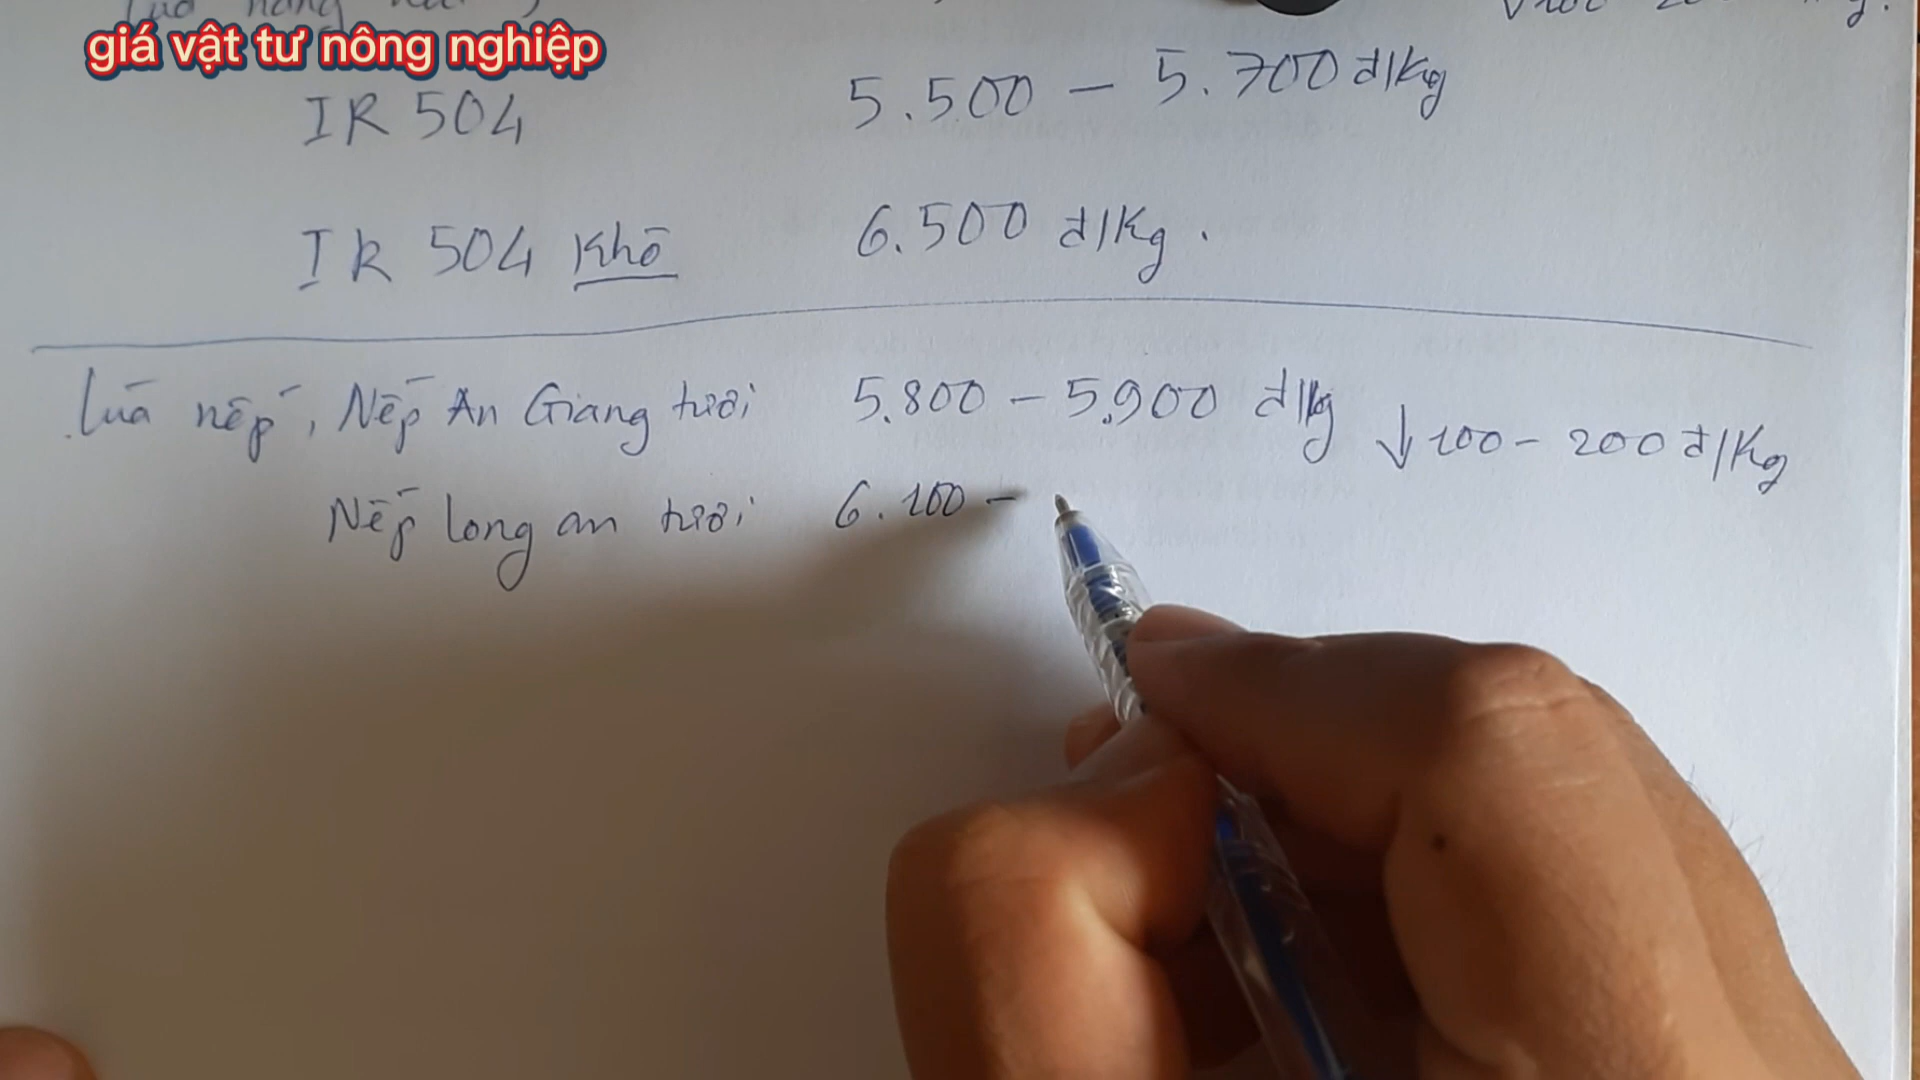 giá vật tư nông nghiệp
IR 504 5.500 - 5.700 đ/kg
IR 504 Khô 6.500 đ/Kg.
Lúa nếp, Nếp An Giang tươi 5.800 - 5.900 đ/kg ↓ 100 - 200 đ/Kg
Nếp long an tươi 6.100 -